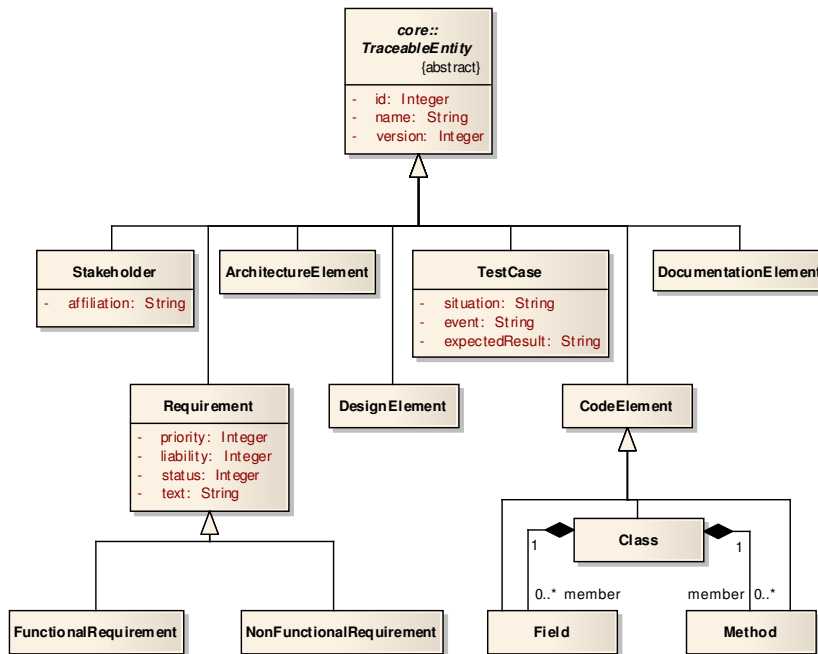 core::
TraceableEntity
{abstract}
- id: Integer
- name: String
- version: Integer
Stakeholder
- affiliation: String
ArchitectureElement
TestCase
- situation: String
- event: String
- expectedResult: String
DocumentationElement
Requirement
- priority: Integer
- liability: Integer
- status: Integer
- text: String
DesignElement
CodeElement
Class
1
1
0..* member
member 0..*
FunctionalRequirement
NonFunctionalRequirement
Field
Method